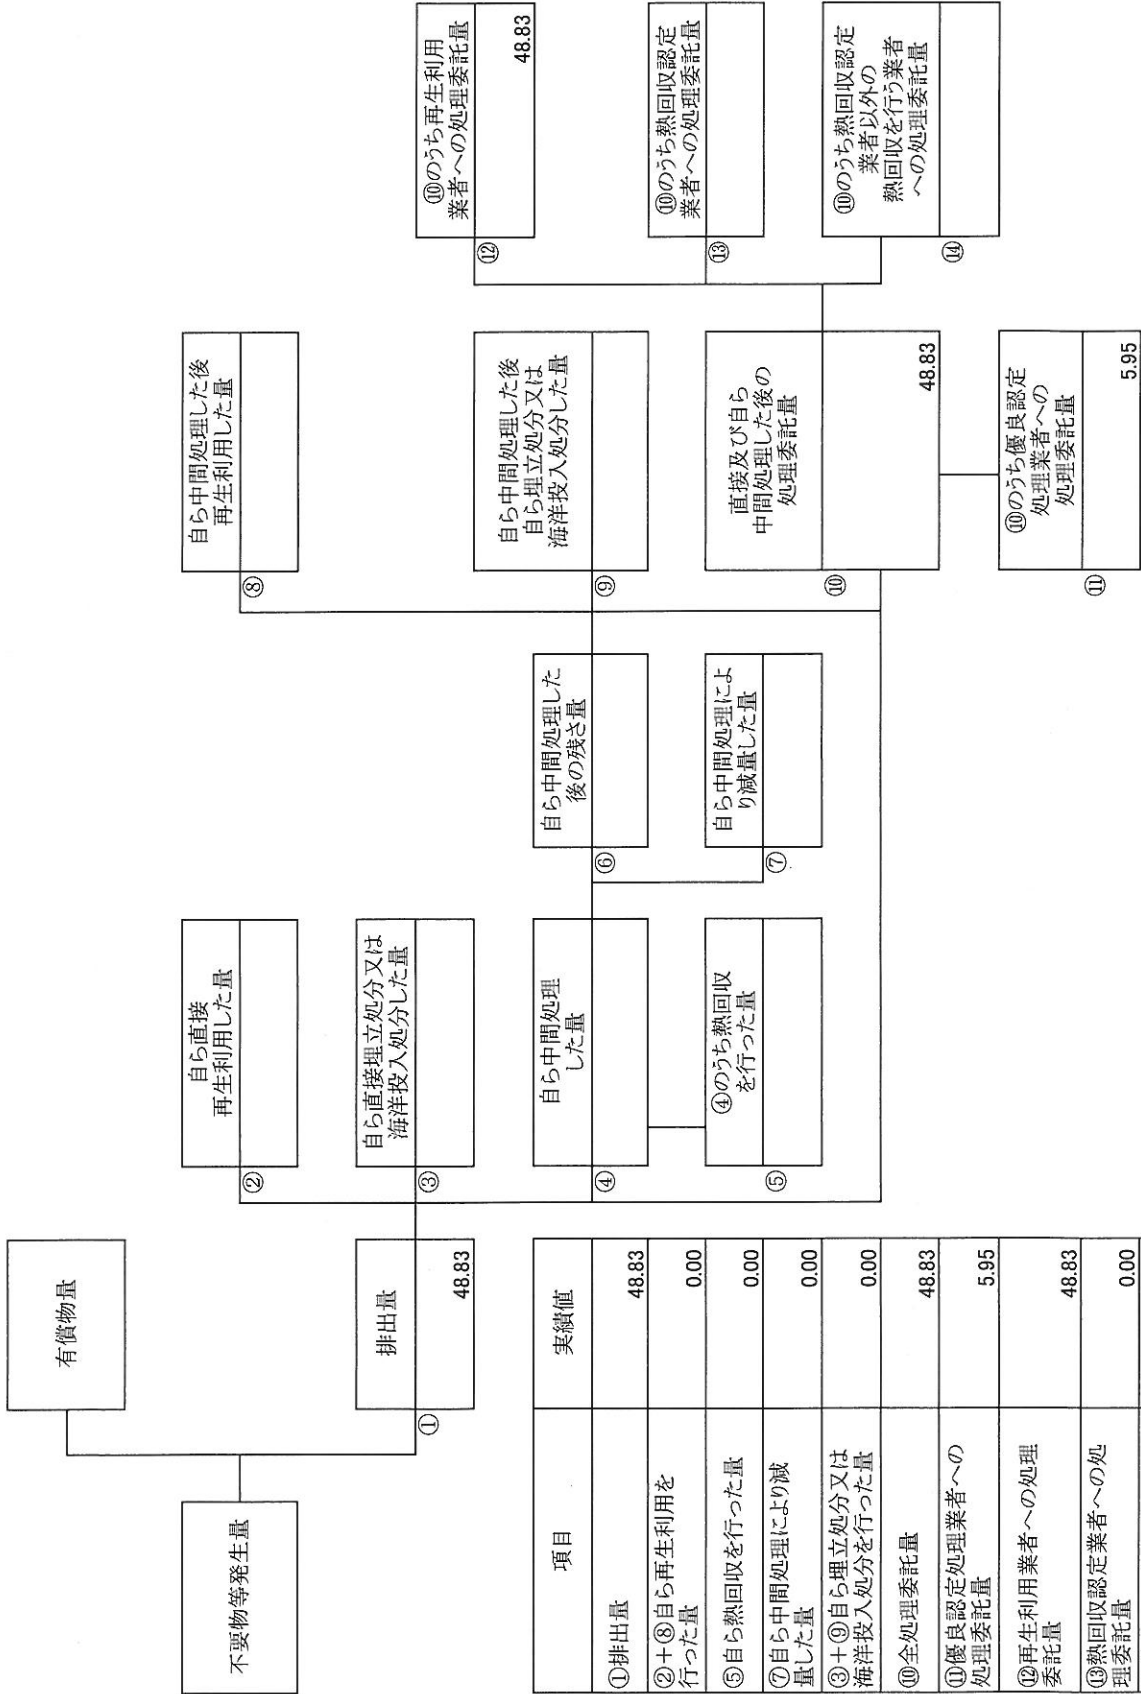 不要物等発生量
有償物量
排出量
①
48.83
自ら直接
再生利用した量
②
自ら直接埋立処分又は
海洋投入処分した量
③
自ら中間処理
した量
④
④のうち熱回収
を行った量
⑤
自ら中間処理した
後の残さ量
⑥
自ら中間処理によ
り減量した量
⑦
自ら中間処理した後
再生利用した量
⑧
自ら中間処理した後
自ら埋立処分又は
海洋投入処分した量
⑨
直接及び自ら
中間処理した後の
処理委託量
⑩
48.83
⑩のうち優良認定
処理業者への
処理委託量
⑪
5.95
⑩のうち再生利用
業者への処理委託量
⑫
48.83
⑩のうち熱回収認定
業者への処理委託量
⑬
⑩のうち熱回収認定
業者以外の
熱回収を行う業者
への処理委託量
⑭
項目 実績値
①排出量 48.83
②+⑧自ら再生利用を
行った量 0.00
⑤自ら熱回収を行った量 0.00
⑦自ら中間処理により減
量した量 0.00
③+⑨自ら埋立処分又は
海洋投入処分を行った量 0.00
⑩全処理委託量 48.83
⑪優良認定処理業者への
処理委託量 5.95
⑫再生利用業者への処理
委託量 48.83
⑬熱回収認定業者への処
理委託量 0.00